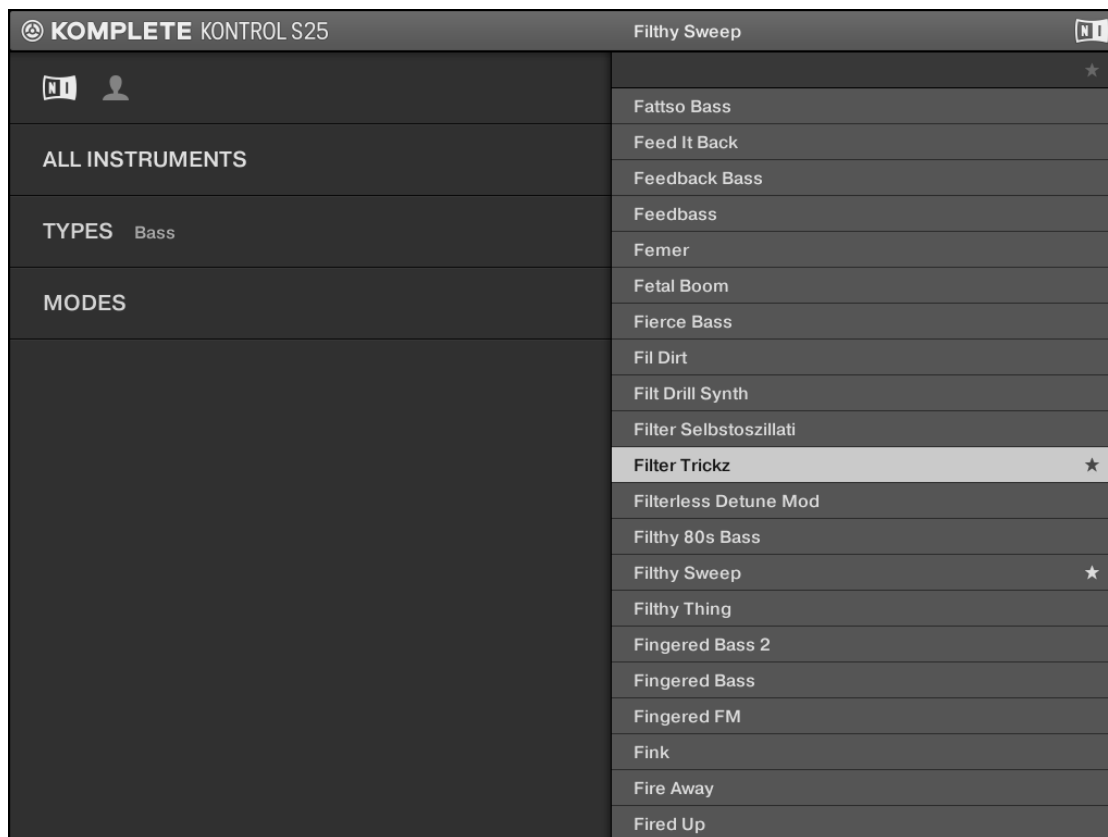 KOMPLETE KONTROL S25
Filthy Sweep
NI
NI
ALL INSTRUMENTS
TYPES Bass
MODES
Fattso Bass
Feed It Back
Feedback Bass
Feedbass
Femer
Fetal Boom
Fierce Bass
Fil Dirt
Filt Drill Synth
Filter Selbstoszillati
Filter Trickz
Filterless Detune Mod
Filthy 80s Bass
Filthy Sweep
Filthy Thing
Fingered Bass 2
Fingered Bass
Fingered FM
Fink
Fire Away
Fired Up